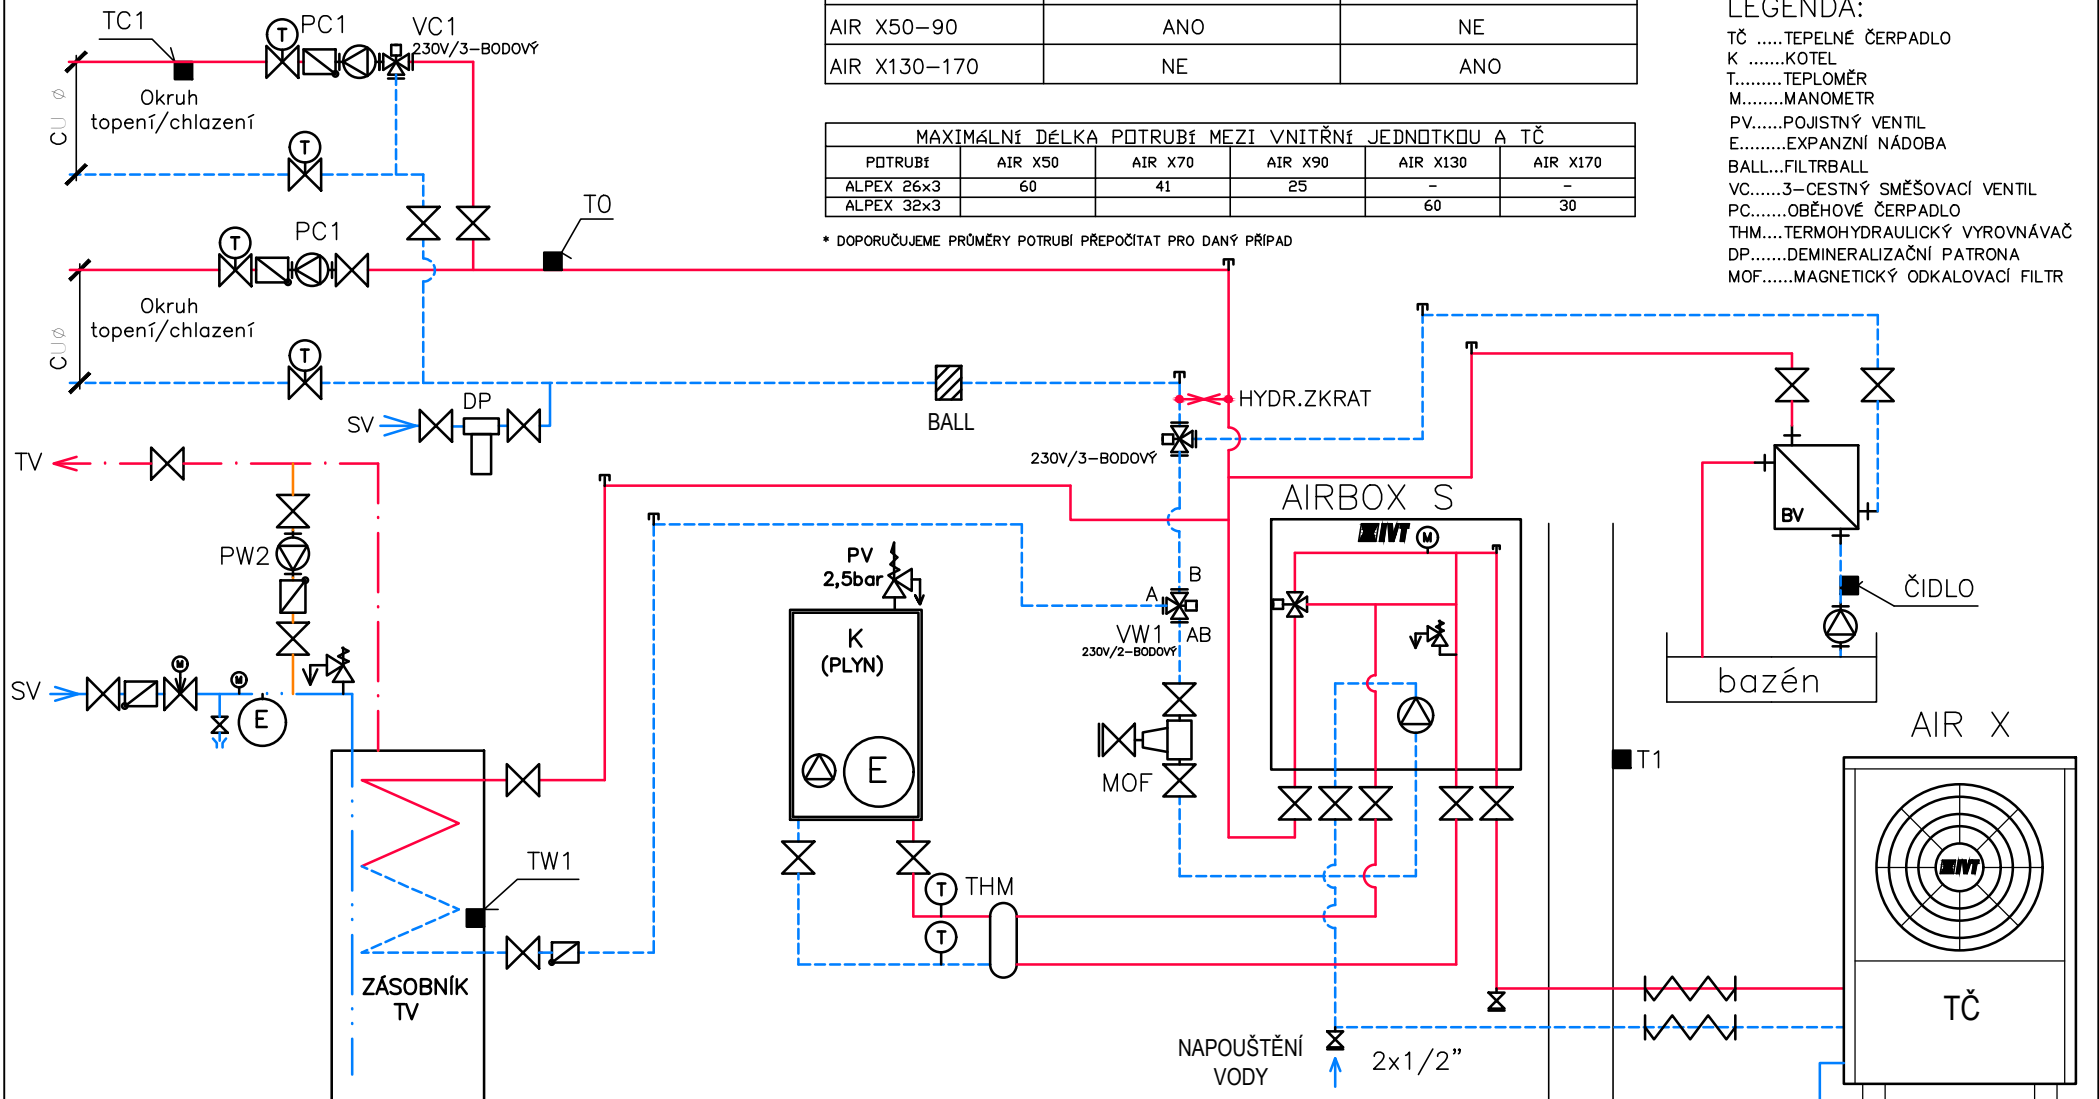 TC1
PC1
VC1
230V/3-BODOVÝ
Okruh
topení/chlazení
CU Ø
T
T
AIR X50-90 ANO NE
AIR X130-170 NE ANO
MAXIMáLNÍ DéLKA POTRUBÍ MEZI VNITŘNÍ JEDNOTKOU A TČ
POTRUBÍ AIR X50 AIR X70 AIR X90 AIR X130 AIR X170
ALPEX 26x3 60 41 25 - -
ALPEX 32x3 60 30
* DOPORUČUJEME PRŮMĚRY POTRUBÍ PŘEPOČÍTAT PRO DANÝ PŘÍPAD
LEGENDA:
TČ .....TEPELNÉ ČERPADLO
K .......KOTEL
T.........TEPLOMĚR
M........MANOMETR
PV......POJISTNÝ VENTIL
E.........EXPANZNÍ NÁDOBA
BALL...FILTRBALL
VC......3-CESTNÝ SMĚŠOVACÍ VENTIL
PC.......OBĚHOVÉ ČERPADLO
THM....TERMOHYDRAULICKÝ VYROVNÁVAČ
DP.......DEMINERALIZAČNÍ PATRONA
MOF......MAGNETICKÝ ODKALOVACÍ FILTR
T
PC1
T0
Okruh
topení/chlazení
CUØ
T
SV
DP
BALL
HYDR.ZKRAT
230V/3-BODOVÝ
TV
PW2
SV
M
M
E
PV
2,5bar
K
(PLYN)
E
A
B
AB
VW1
230V/2-BODOVÝ
MOF
AIRBOX S
IVT
M
BV
ČIDLO
bazén
AIR X
T1
IVT
TČ
TW1
ZÁSOBNÍK
TV
T
THM
T
NAPOUŠTĚNÍ
VODY
2x1/2"